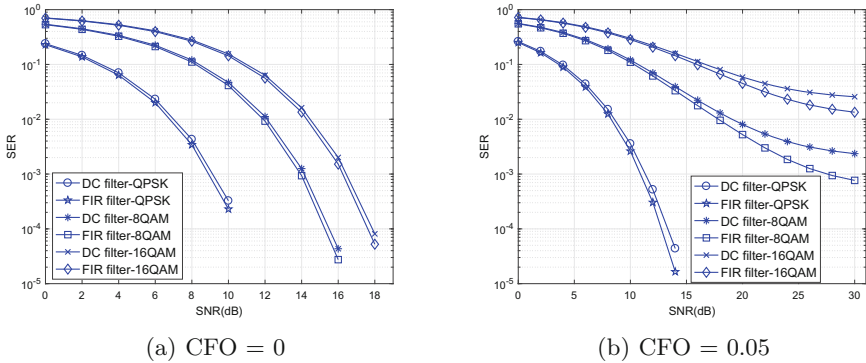 10^0
10^-1
10^-2
10^-3
10^-4
10^-5
SER
0 2 4 6 8 10 12 14 16 18
SNR(dB)
DC filter-QPSK
FIR filter-QPSK
DC filter-8QAM
FIR filter-8QAM
DC filter-16QAM
FIR filter-16QAM
(a) CFO = 0
10^0
10^-1
10^-2
10^-3
10^-4
10^-5
SER
0 5 10 15 20 25 30
SNR(dB)
DC filter-QPSK
FIR filter-QPSK
DC filter-8QAM
FIR filter-8QAM
DC filter-16QAM
FIR filter-16QAM
(b) CFO = 0.05